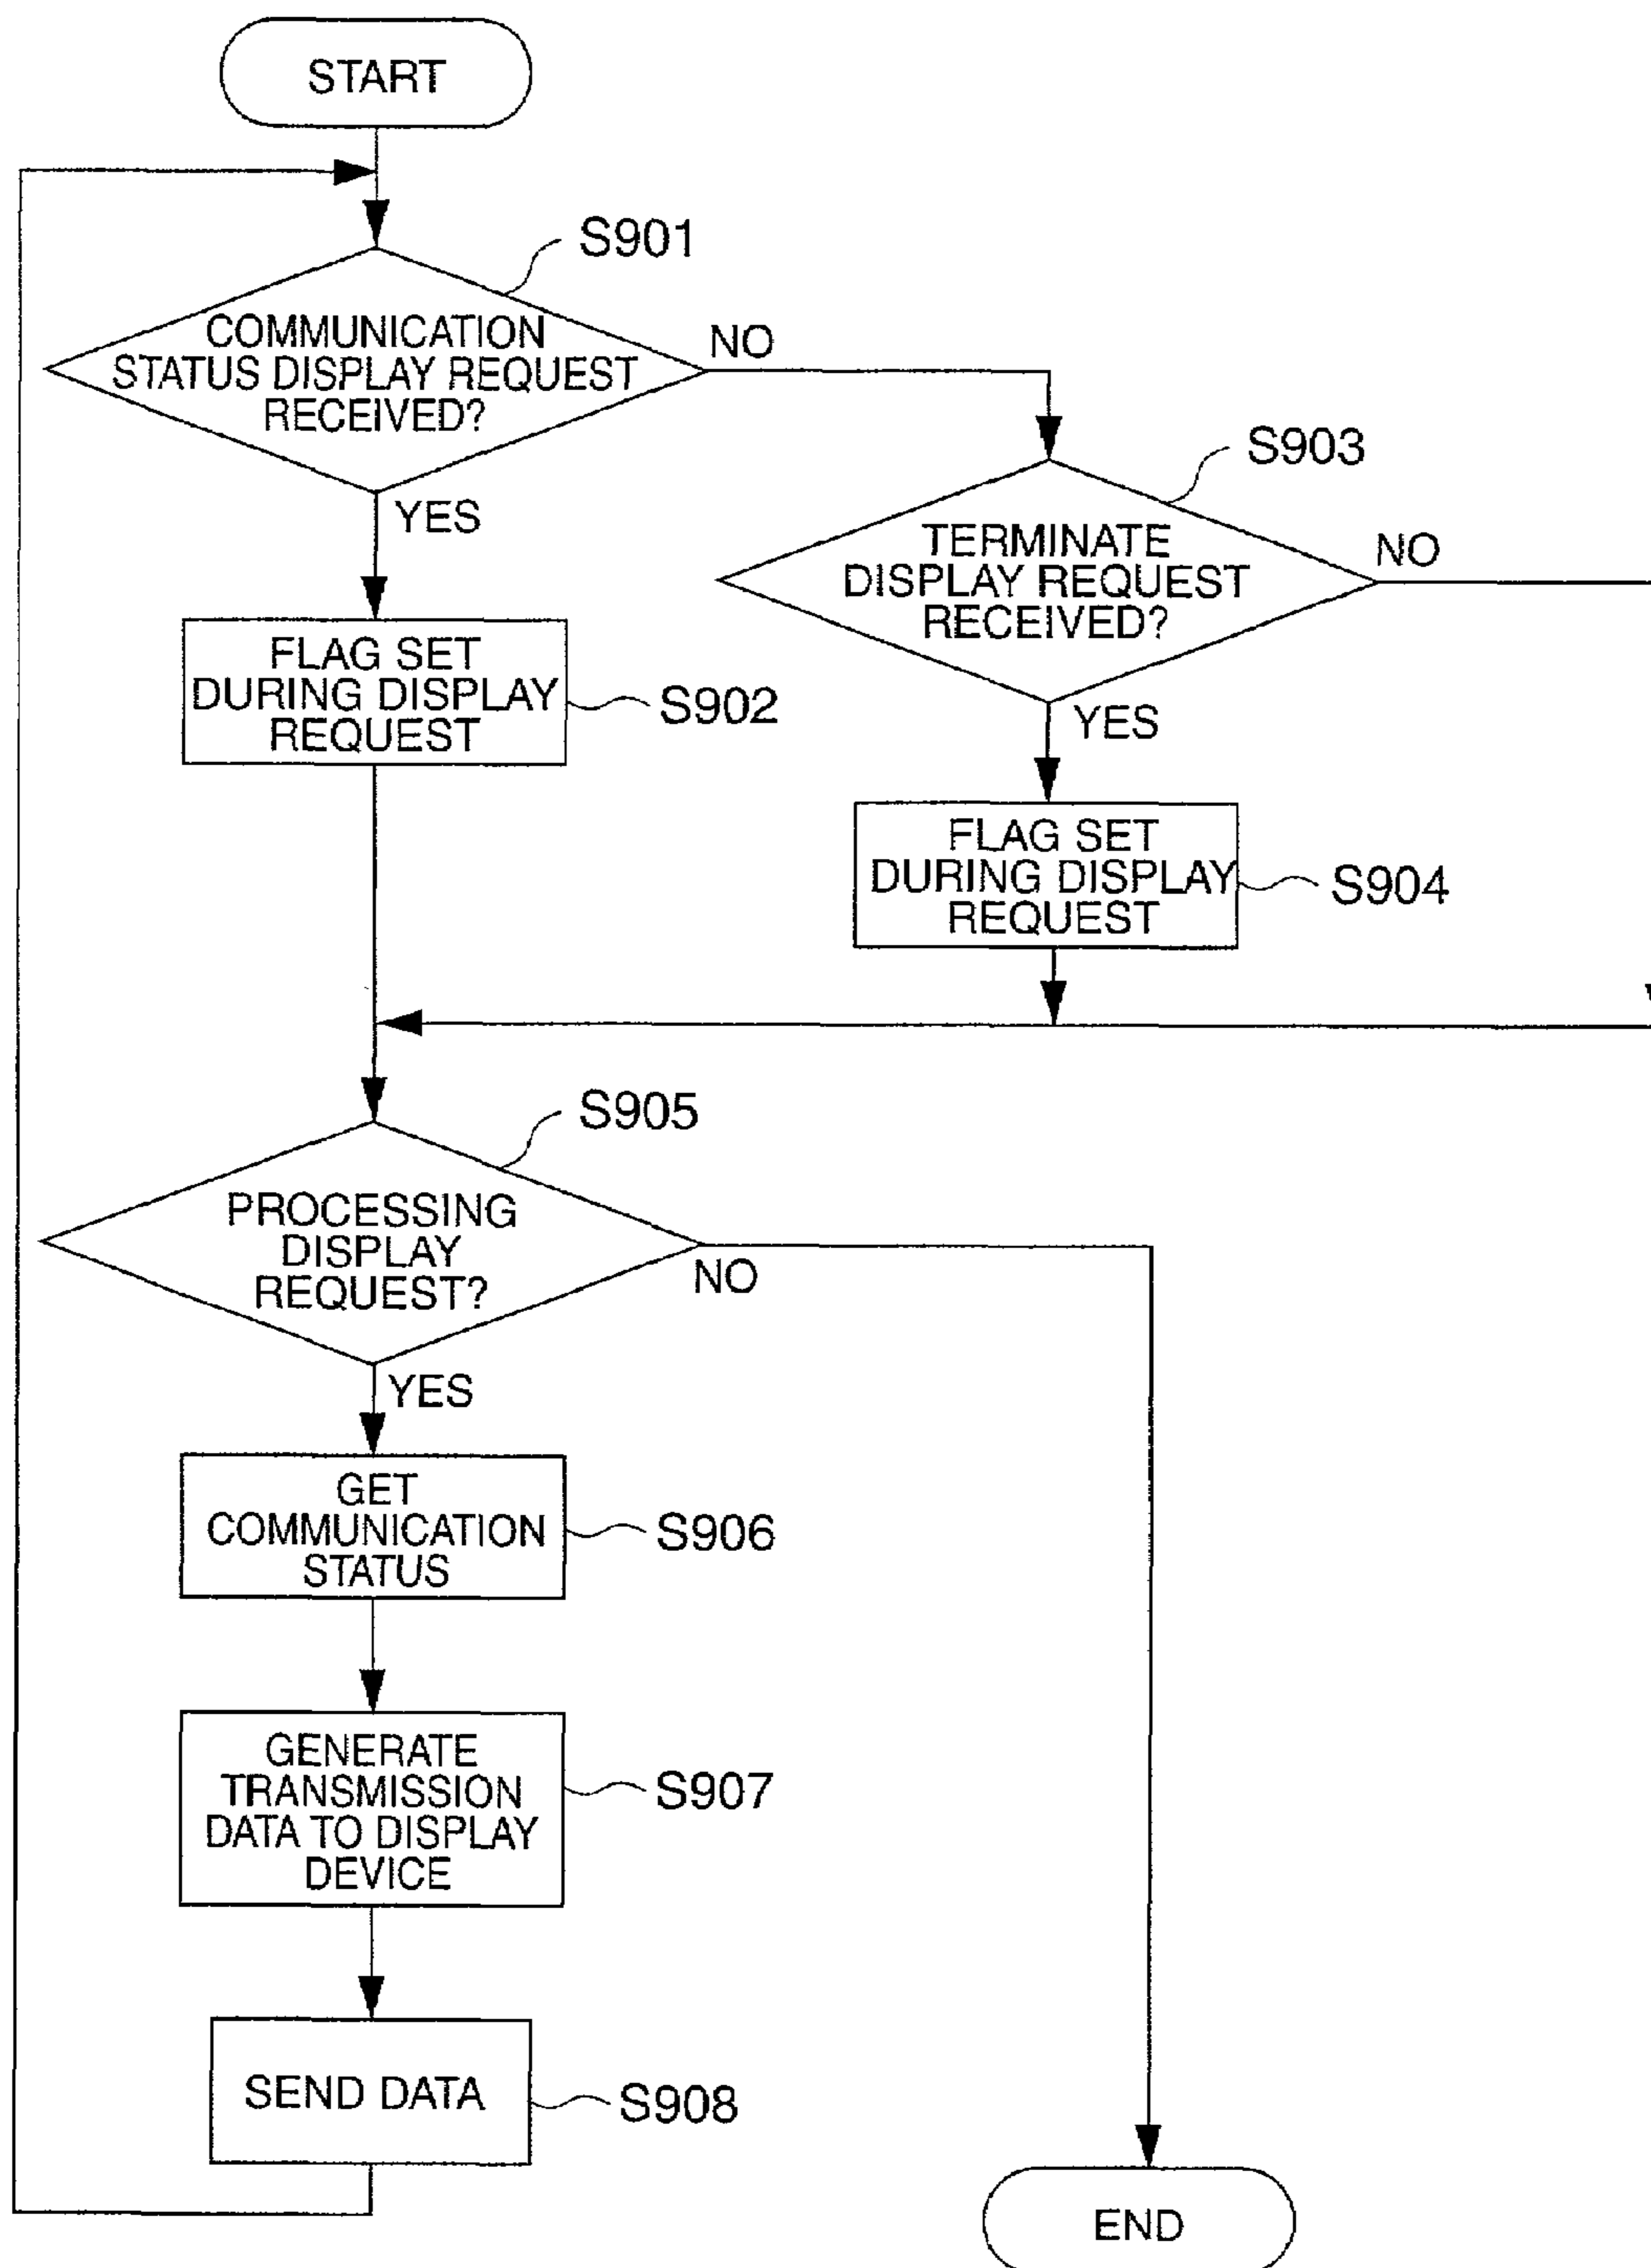 START
S901
COMMUNICATION
STATUS DISPLAY REQUEST
RECEIVED?
NO
YES
S903
TERMINATE
DISPLAY REQUEST
RECEIVED?
NO
YES
FLAG SET
DURING DISPLAY
REQUEST
S902
FLAG SET
DURING DISPLAY
REQUEST
S904
S905
PROCESSING
DISPLAY
REQUEST?
NO
YES
GET
COMMUNICATION
STATUS
S906
GENERATE
TRANSMISSION
DATA TO DISPLAY
DEVICE
S907
SEND DATA
S908
END